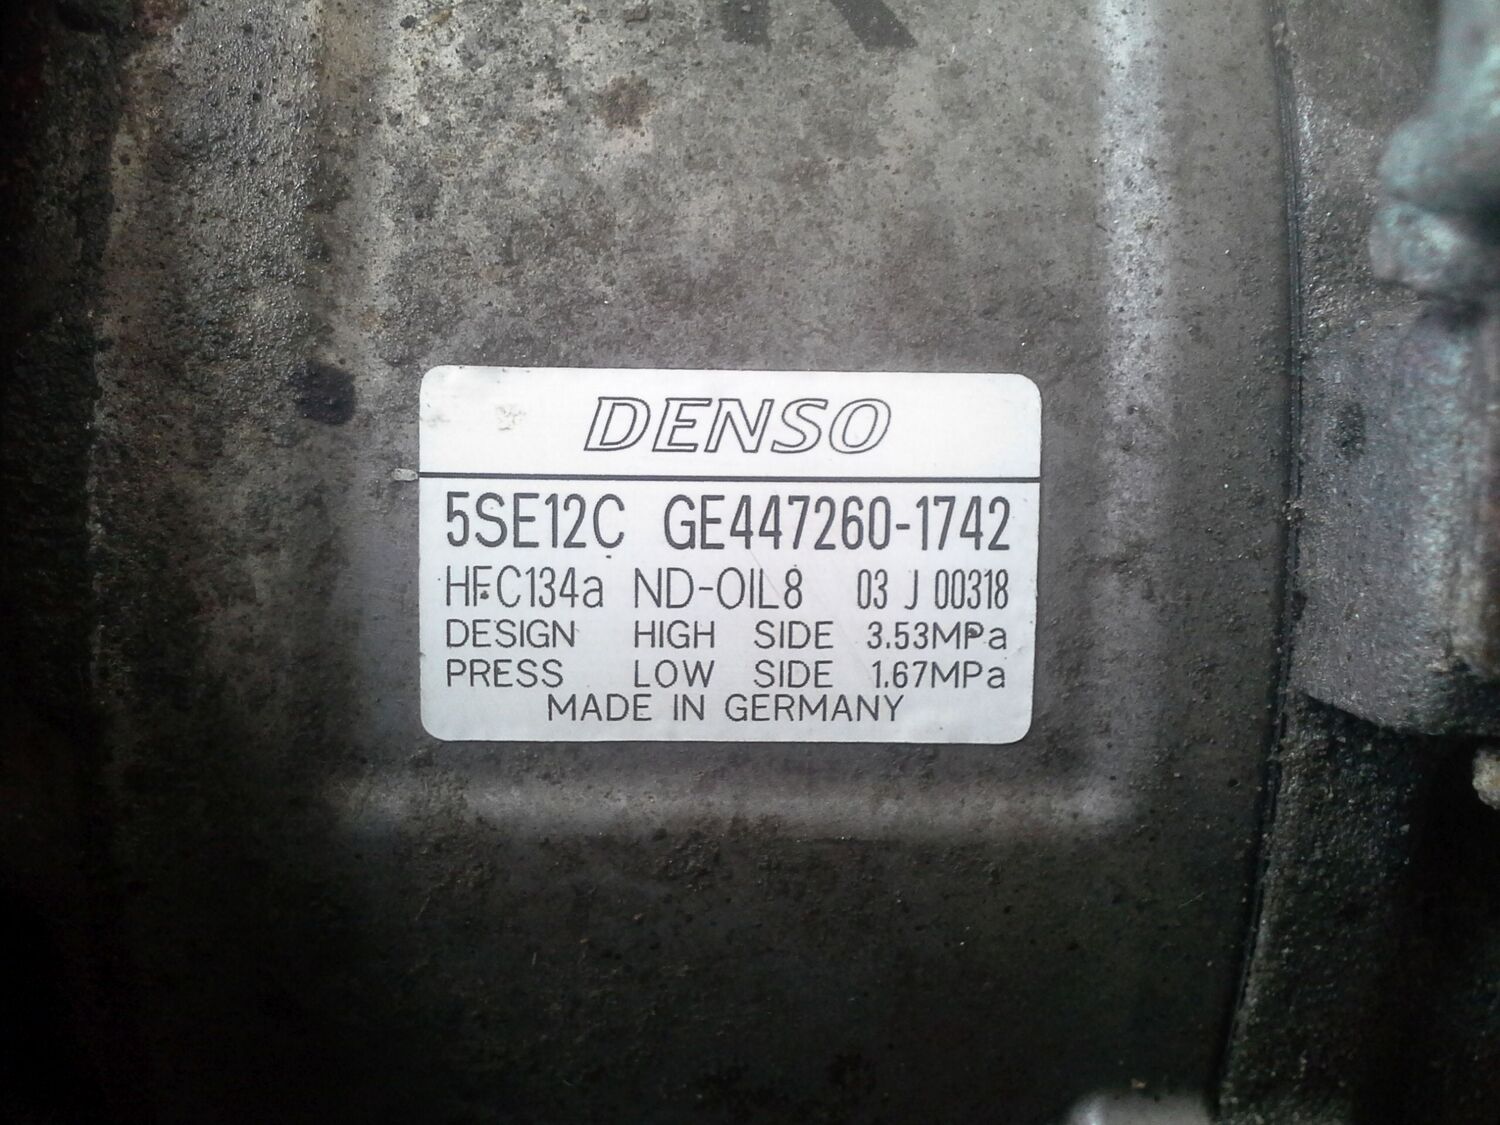 DENSO
5SE12C GE447260-1742
HFC134a ND-OIL8 03 J 00318
DESIGN HIGH SIDE 3.53MPa
PRESS LOW SIDE 1.67MPa
MADE IN GERMANY